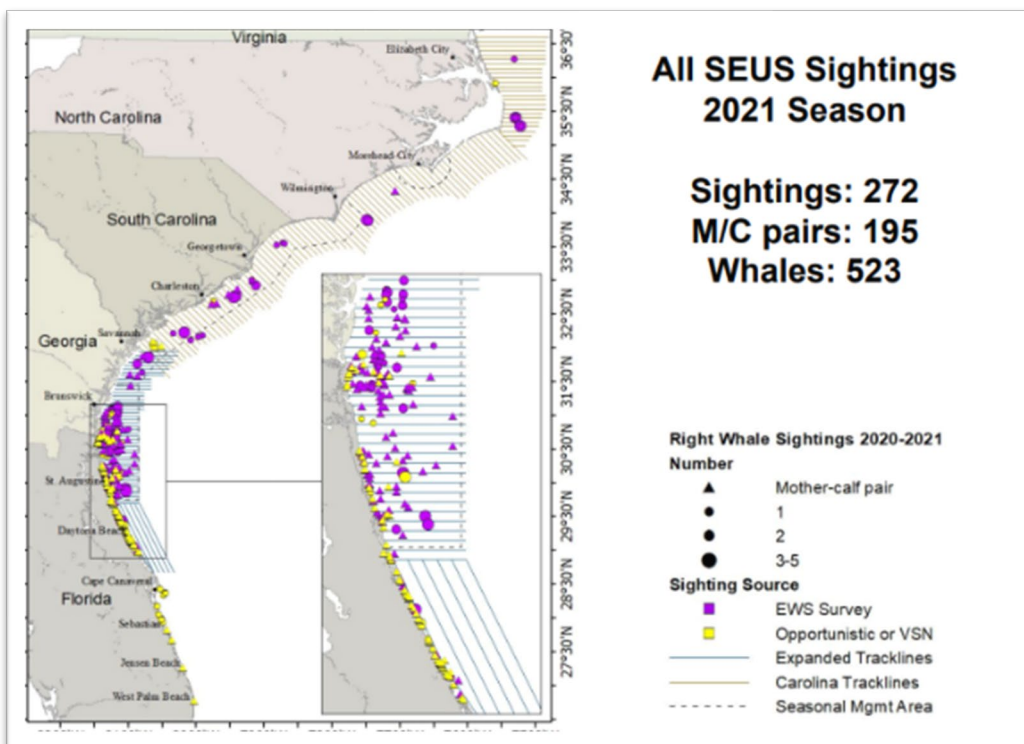 All SEUS Sightings
2021 Season
Sightings: 272
M/C pairs: 195
Whales: 523
Virginia
Elizabeth City
North Carolina
Morehead City
Wilmington
South Carolina
Georgetown
Charleston
Georgia
Savannah
Brunswick
St. Augustine
Daytona Beach
Cape Canaveral
Florida
Sebastian
Jensen Beach
West Palm Beach
36°30'
35°30'N
34°30'N
33°30'N
32°30'N
31°30'N
30°30'N
29°30'N
28°30'N
27°30'N
Right Whale Sightings 2020-2021
Number
Mother-calf pair
1
2
3-5
Sighting Source
EWS Survey
Opportunistic or VSN
Expanded Tracklines
Carolina Tracklines
Seasonal Mgmt Area